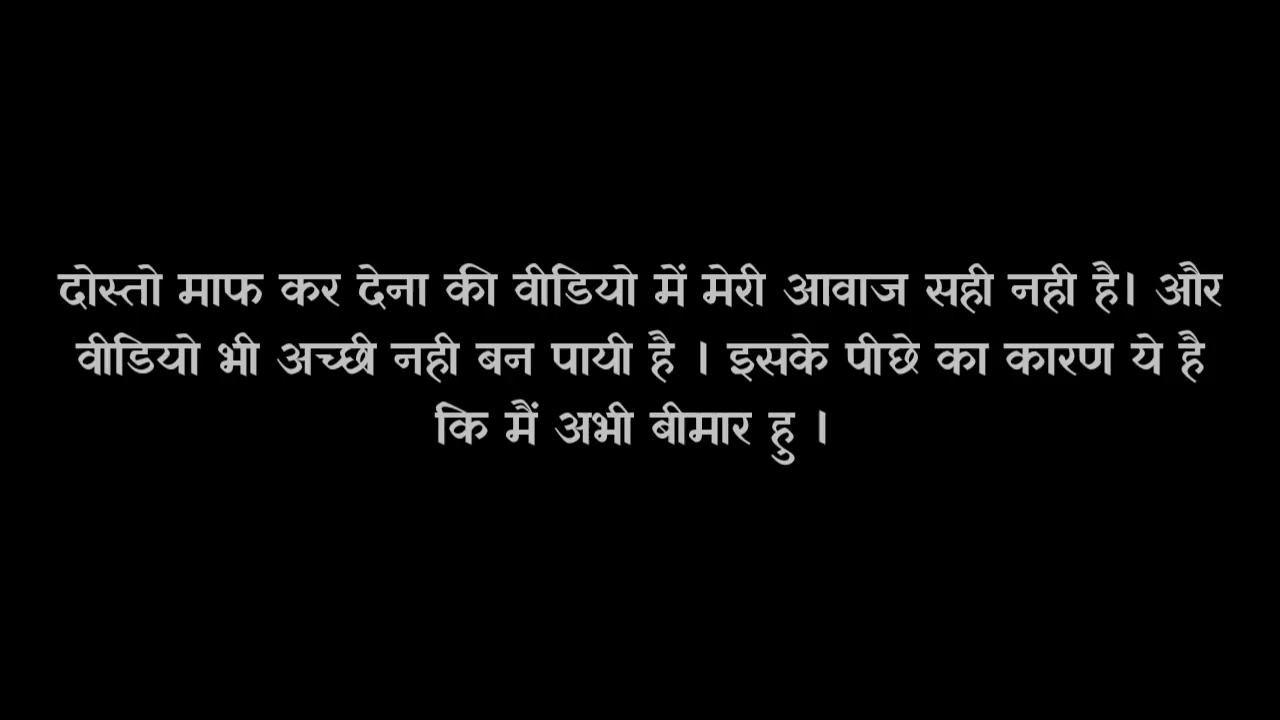 दोस्तो माफ कर देना की वीडियो में मेरी आवाज सही नही है। और
वीडियो भी अच्छी नही बन पायी है । इसके पीछे का कारण ये है
कि मैं अभी बीमार हु ।